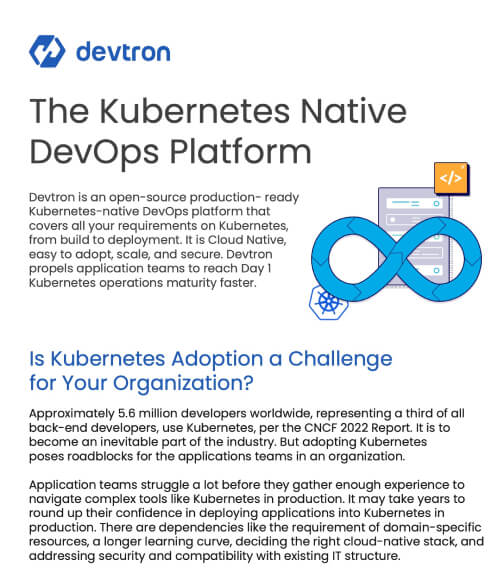 devtron
The Kubernetes Native
DevOps Platform
Devtron is an open-source production- ready
Kubernetes-native DevOps platform that
covers all your requirements on Kubernetes,
from build to deployment. It is Cloud Native,
easy to adopt, scale, and secure. Devtron
propels application teams to reach Day 1
Kubernetes operations maturity faster.
</>
Is Kubernetes Adoption a Challenge
for Your Organization?
Approximately 5.6 million developers worldwide, representing a third of all
back-end developers, use Kubernetes, per the CNCF 2022 Report. It is to
become an inevitable part of the industry. But adopting Kubernetes
poses roadblocks for the applications teams in an organization.
Application teams struggle a lot before they gather enough experience to
navigate complex tools like Kubernetes in production. It may take years to
round up their confidence in deploying applications into Kubernetes in
production. There are dependencies like the requirement of domain-specific
resources, a longer learning curve, deciding the right cloud-native stack, and
addressing security and compatibility with existing IT structure.